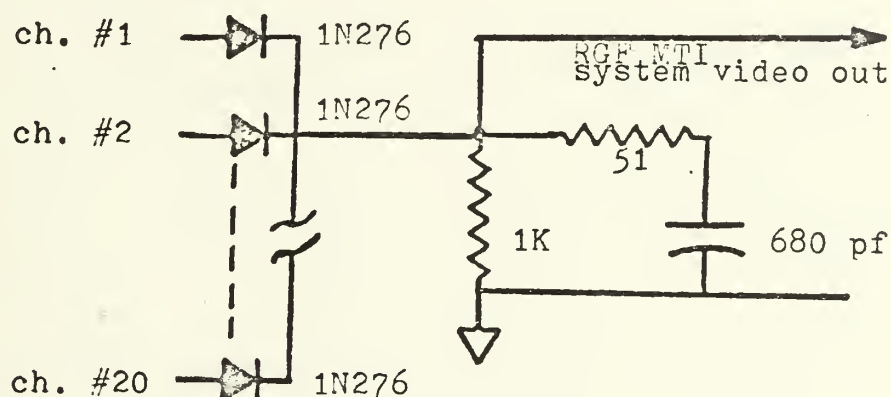 ch. #1
1N276
RGF MTI
system video out
ch. #2
1N276
51
1K
680 pf
ch. #20
1N276